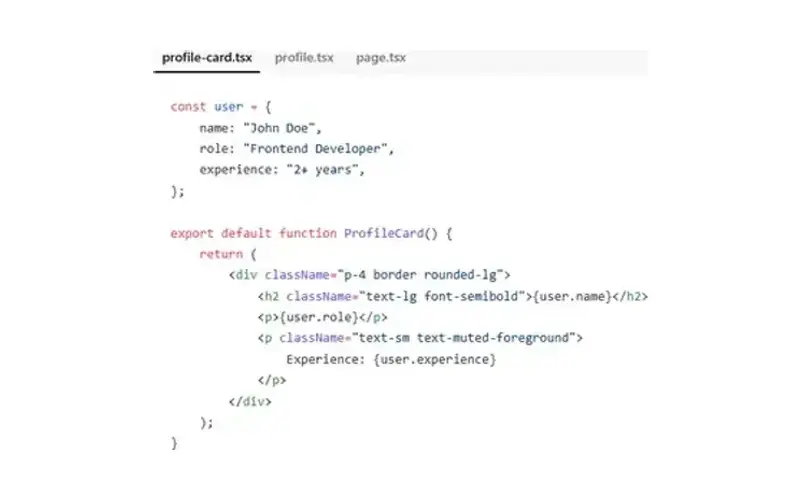 profile-card.tsx profile.tsx page.tsx
const user = {
    name: "John Doe",
    role: "Frontend Developer",
    experience: "2+ years",
};
export default function ProfileCard() {
    return (
        <div className="p-4 border rounded-lg">
            <h2 className="text-lg font-semibold">{user.name}</h2>
            <p>{user.role}</p>
            <p className="text-sm text-muted-foreground">
                Experience: {user.experience}
            </p>
        </div>
    );
}